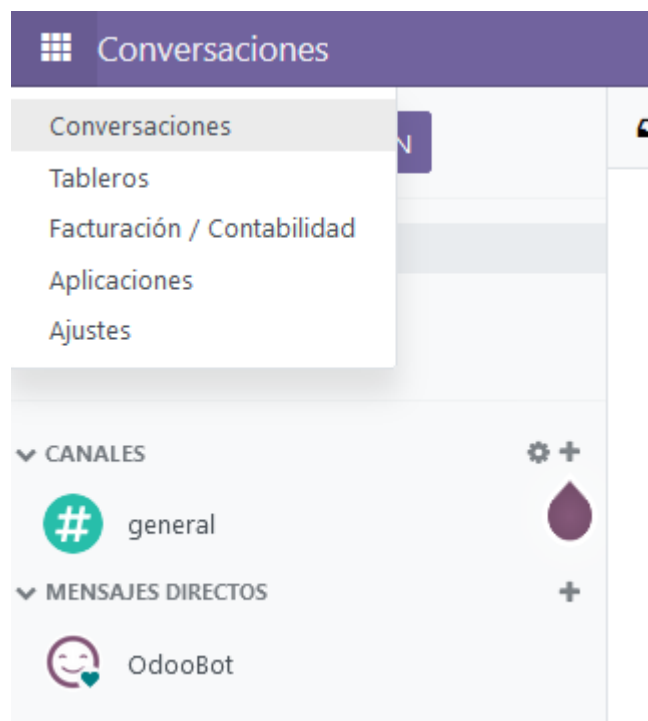 Conversaciones
Conversaciones
N
Tableros
Facturación / Contabilidad
Aplicaciones
Ajustes
CANALES
general
MENSAJES DIRECTOS
OdooBot